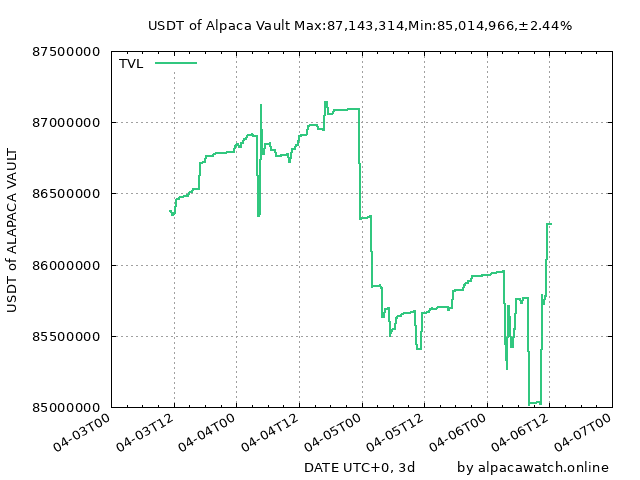 USDT of Alpaca Vault Max:87,143,314,Min:85,014,966,±2.44%
87500000
TVL
87000000
86500000
86000000
85500000
85000000
USDT of ALAPACA VAULT
04-03T00
04-03T12
04-04T00
04-04T12
04-05T00
04-05T12
04-06T00
04-06T12
04-07T00
DATE UTC+0, 3d
by alpacawatch.online